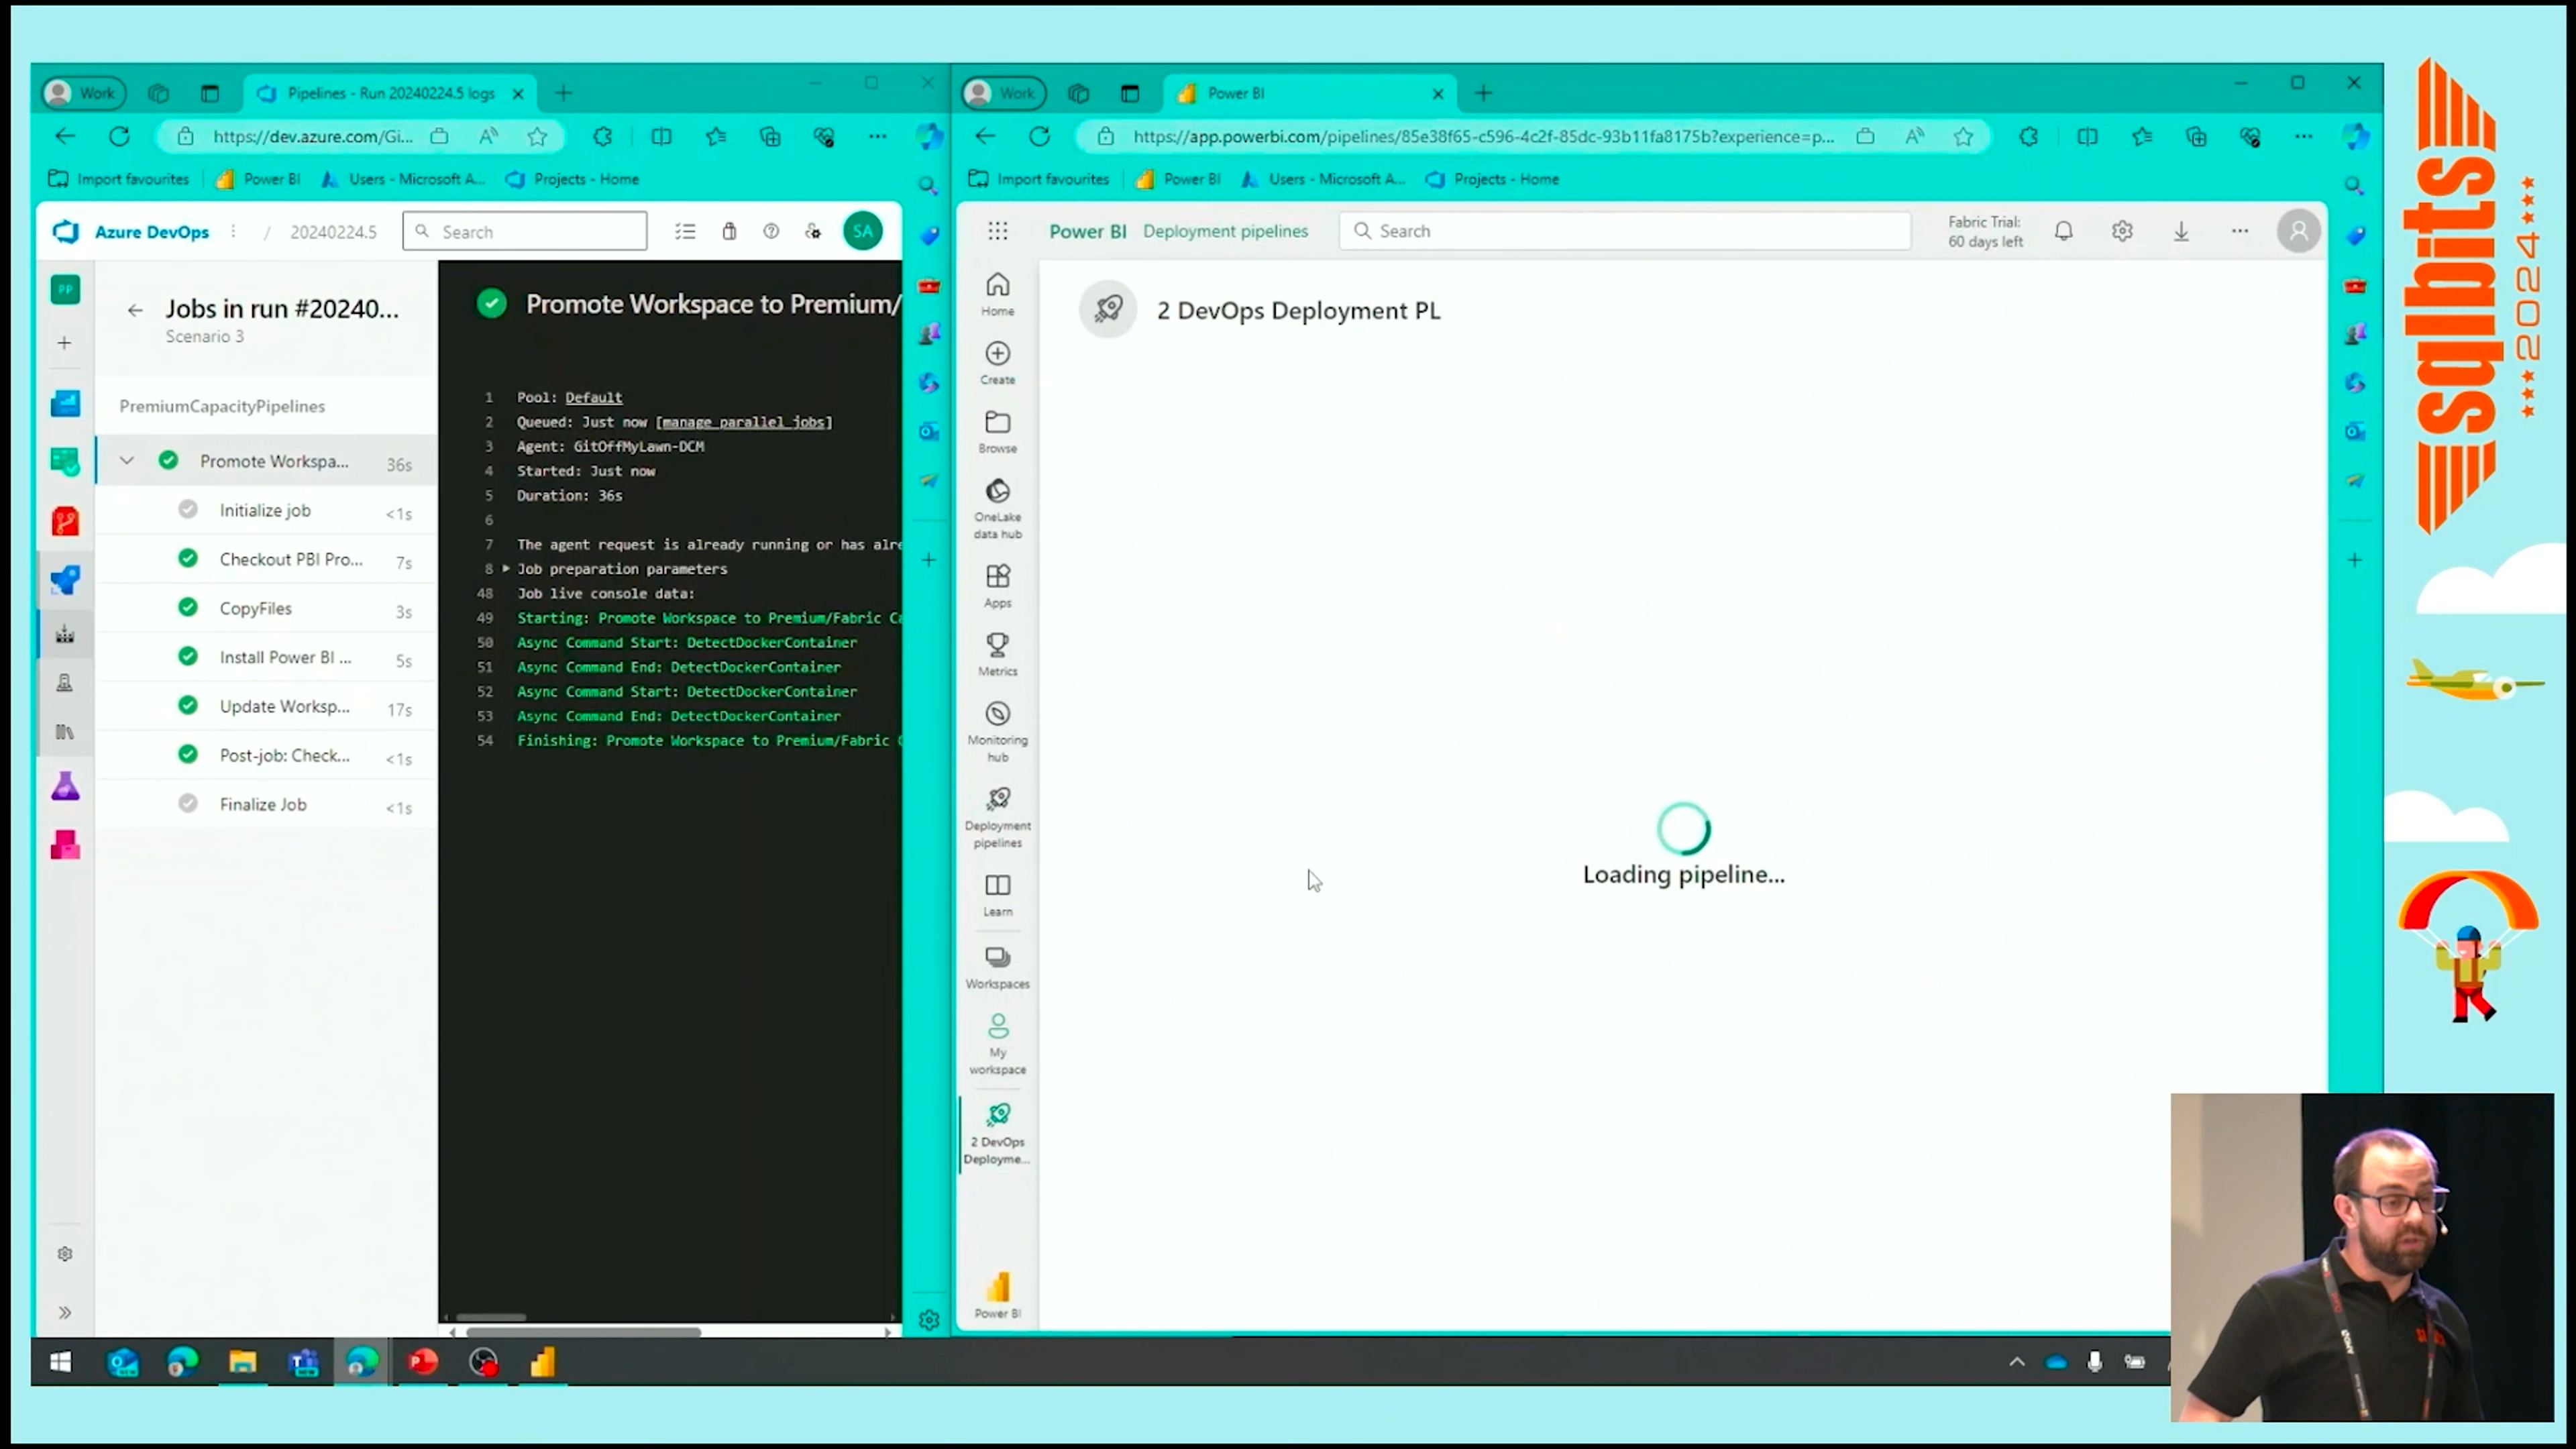 Work
Pipelines - Run 20240224.5 logs
https://dev.azure.com/Gi...
Import favourites
Power BI
Users - Microsoft A...
Projects - Home
Azure DevOps
/ 20240224.5
Search
SA
PP
Jobs in run #20240...
Scenario 3
PremiumCapacityPipelines
Promote Workspa... 36s
Initialize job <1s
Checkout PBI Pro... 7s
CopyFiles 3s
Install Power BI ... 5s
Update Worksp... 17s
Post-job: Check... <1s
Finalize Job <1s
Promote Workspace to Premium/
1 Pool: Default
2 Queued: Just now [manage parallel jobs]
3 Agent: GitOffMyLawn-DCM
4 Started: Just now
5 Duration: 36s
6
7 The agent request is already running or has alre
8 Job preparation parameters
48 Job live console data:
49 Starting: Promote Workspace to Premium/Fabric Ca
50 Async Command Start: DetectDockerContainer
51 Async Command End: DetectDockerContainer
52 Async Command Start: DetectDockerContainer
53 Async Command End: DetectDockerContainer
54 Finishing: Promote Workspace to Premium/Fabric
Work
Power BI
https://app.powerbi.com/pipelines/85e38f65-c596-4c2f-85dc-93b11fa8175b?experience=p...
Import favourites
Power BI
Users - Microsoft A...
Projects - Home
Power BI Deployment pipelines
Search
Fabric Trial:
60 days left
Home
Create
Browse
OneLake
data hub
Apps
Metrics
Monitoring
hub
Deployment
pipelines
Learn
Workspaces
My
workspace
2 DevOps
Deployme...
Power BI
2 DevOps Deployment PL
Loading pipeline...
sqlbits
2024